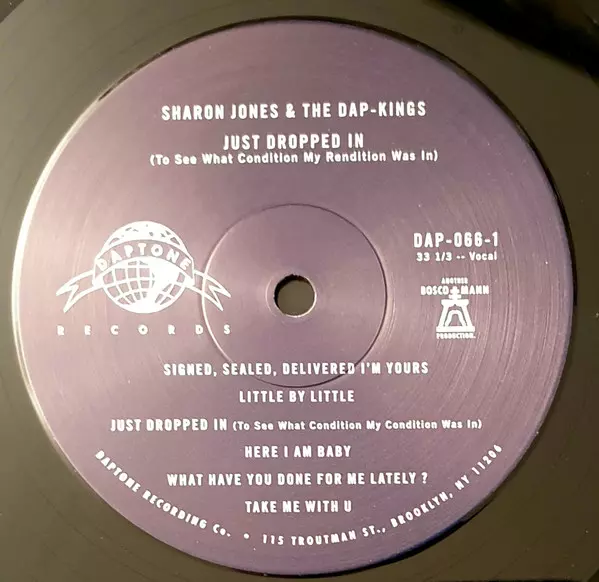 SHARON JONES & THE DAP-KINGS
JUST DROPPED IN
(To See What Condition My Rendition Was In)
DAPTONE
RECORDS
DAP-066-1
33 1/3 -- Vocal
ANOTHER
BOSCO MANN
PRODUCTION.
SIGNED, SEALED, DELIVERED I'M YOURS
LITTLE BY LITTLE
JUST DROPPED IN (To See What Condition My Condition Was In)
HERE I AM BABY
WHAT HAVE YOU DONE FOR ME LATELY ?
TAKE ME WITH U
DAPTONE RECORDING Co. • 115 TROUTMAN ST., BROOKLYN, NY 11206